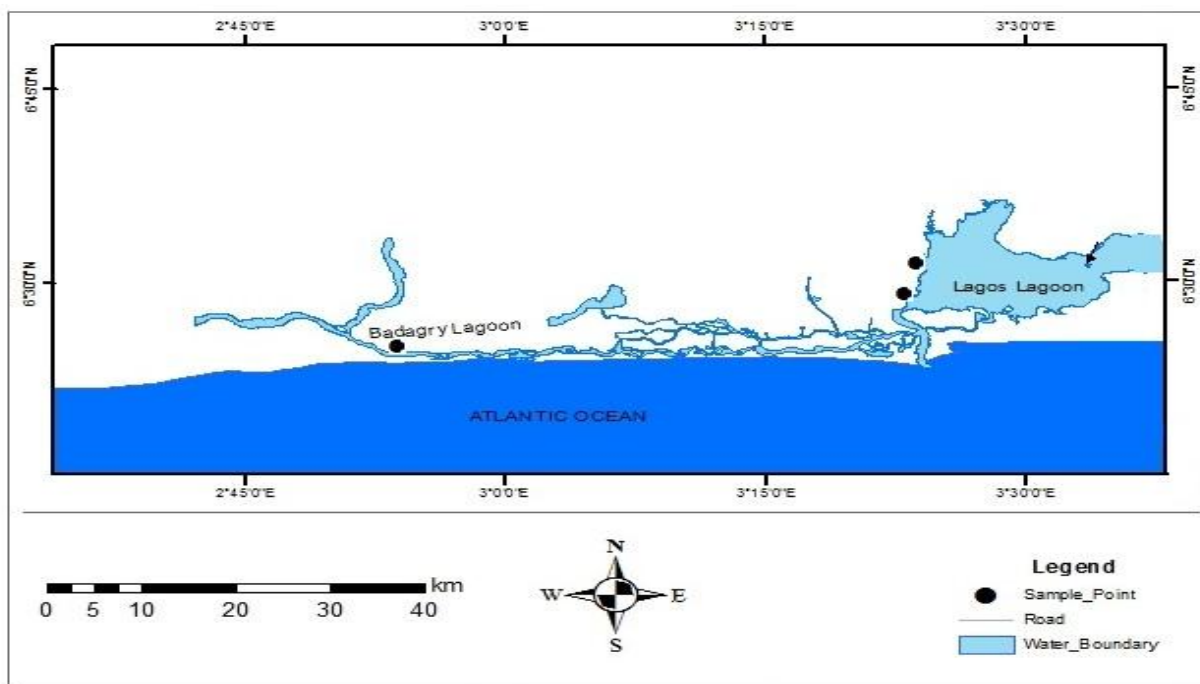 2°45'0"E 3°0'0"E 3°15'0"E 3°30'0"E
6°45'0"N 6°45'0"N
6°30'0"N 6°30'0"N
Lagos Lagoon
Badagry Lagoon
ATLANTIC OCEAN
2°45'0"E 3°0'0"E 3°15'0"E 3°30'0"E
N
W E
S
km
0 5 10 20 30 40
Legend
Sample_Point
Road
Water_Boundary